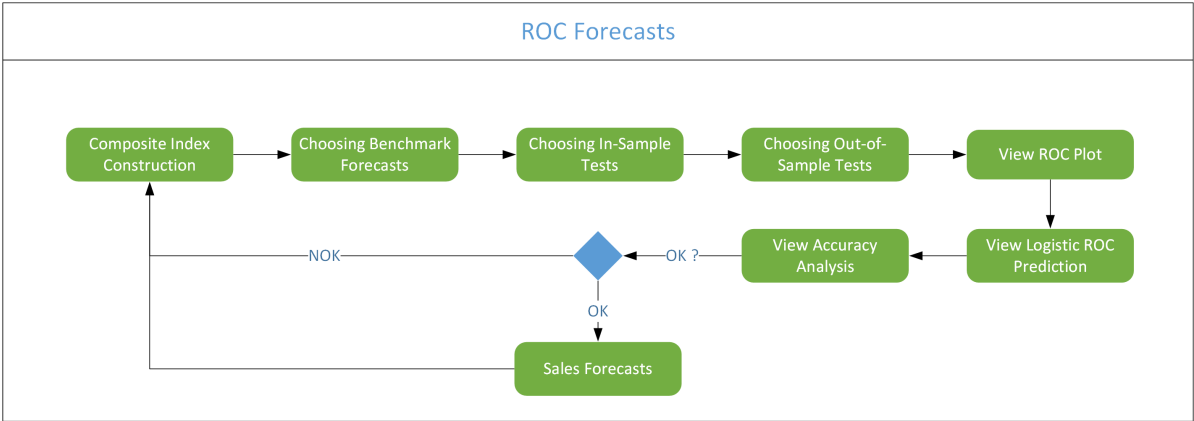 ROC Forecasts
Composite Index
Construction
Choosing Benchmark
Forecasts
Choosing In-Sample
Tests
Choosing Out-of-
Sample Tests
View ROC Plot
View Logistic ROC
Prediction
View Accuracy
Analysis
OK ?
NOK
OK
Sales Forecasts